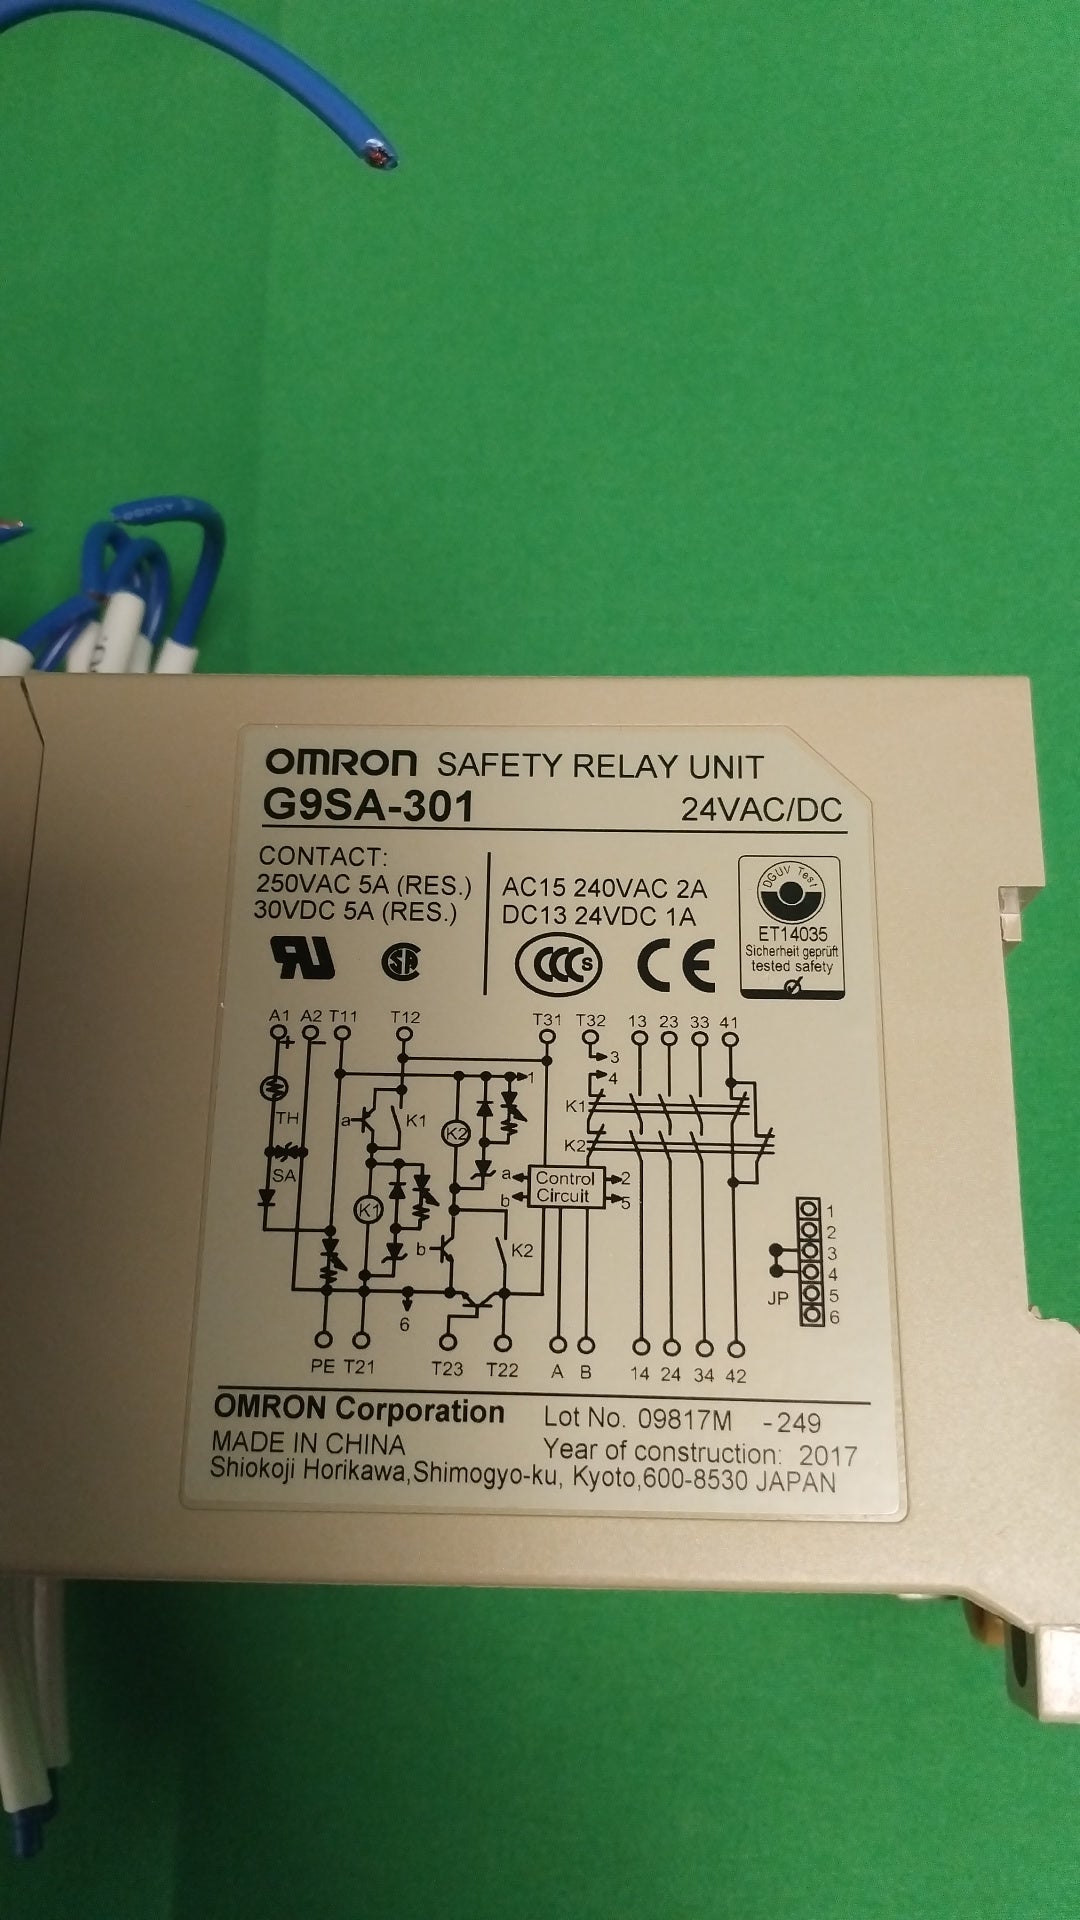 OMRON SAFETY RELAY UNIT
G9SA-301 24VAC/DC
CONTACT:
250VAC 5A (RES.)
30VDC 5A (RES.)
AC15 240VAC 2A
DC13 24VDC 1A
DGUV Test
ET14035
Sicherheit geprüft
tested safety
RU
SA
CCC S
CE
A1 A2 T11 T12 T31 T32 13 23 33 41
+ −
3
1
4
TH
a
K1
K2
K1
K2
SA
a
b
Control
Circuit
2
5
K1
b
K2
6
1
2
3
4
5
6
JP
PE T21 T23 T22 A B 14 24 34 42
OMRON Corporation
Lot No. 09817M -249
MADE IN CHINA
Year of construction: 2017
Shiokoji Horikawa,Shimogyo-ku, Kyoto,600-8530 JAPAN